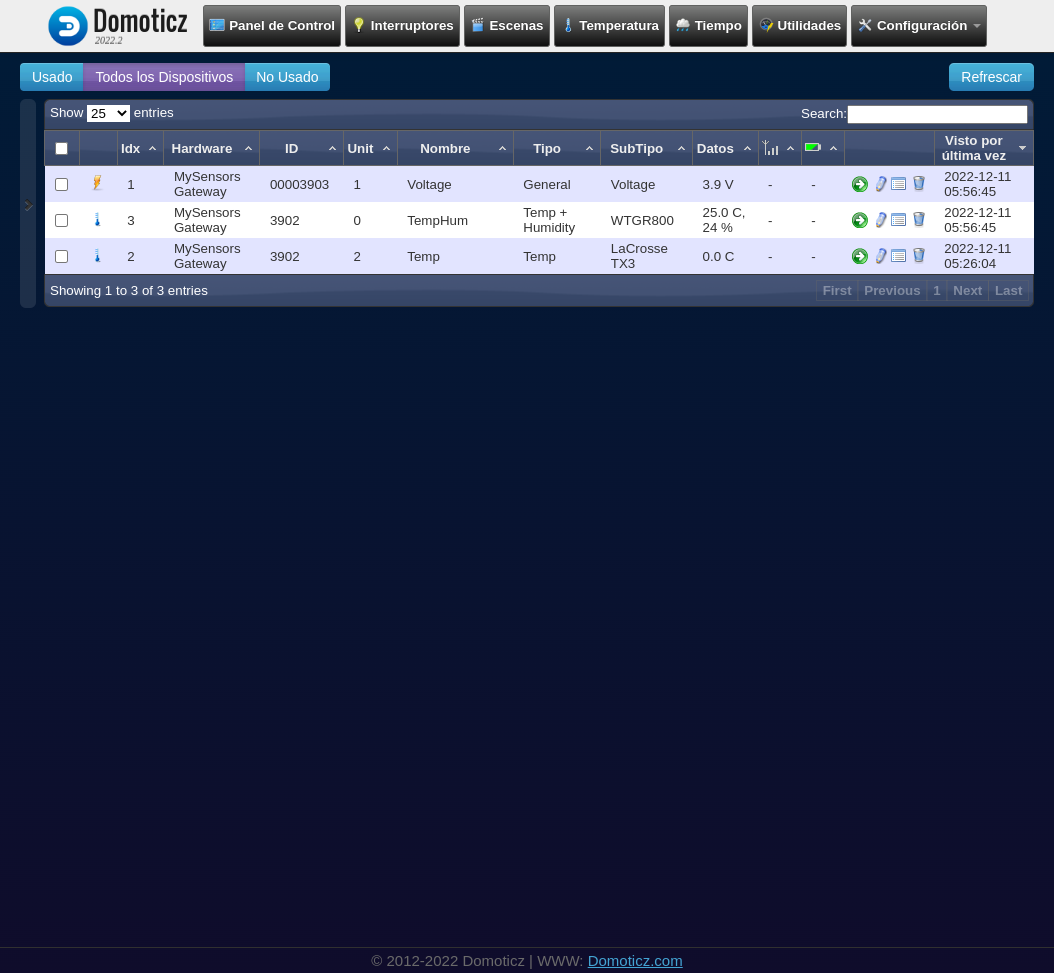 Domoticz
2022.2
Panel de Control
Interruptores
Escenas
Temperatura
Tiempo
Utilidades
Configuración
Usado
Todos los Dispositivos
No Usado
Refrescar
Show 25 entries
Search:
Idx Hardware ID Unit Nombre Tipo SubTipo Datos Visto por
última vez
1 MySensors
Gateway 00003903 1 Voltage General Voltage 3.9 V - - 2022-12-11
05:56:45
3 MySensors
Gateway 3902 0 TempHum Temp +
Humidity WTGR800 25.0 C,
24 % - - 2022-12-11
05:56:45
2 MySensors
Gateway 3902 2 Temp Temp LaCrosse
TX3 0.0 C - - 2022-12-11
05:26:04
Showing 1 to 3 of 3 entries
First Previous 1 Next Last
© 2012-2022 Domoticz | WWW: Domoticz.com